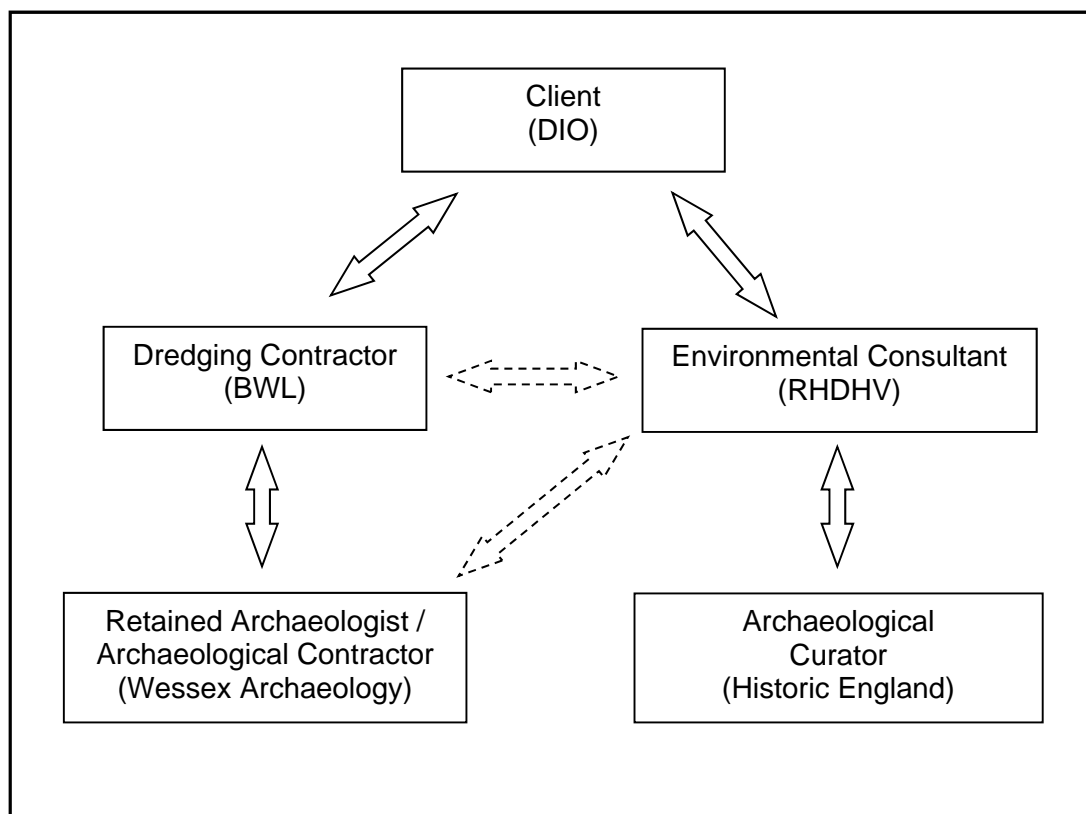 Client
(DIO)
Dredging Contractor
(BWL)
Environmental Consultant
(RHDHV)
Retained Archaeologist /
Archaeological Contractor
(Wessex Archaeology)
Archaeological
Curator
(Historic England)